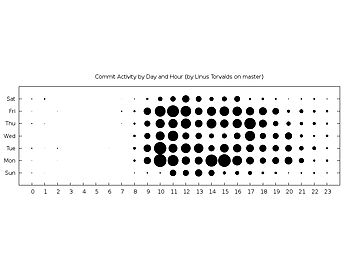 Commit Activity by Day and Hour (by Linus Torvalds on master)
Sat
Fri
Thu
Wed
Tue
Mon
Sun
0 1 2 3 4 5 6 7 8 9 10 11 12 13 14 15 16 17 18 19 20 21 22 23